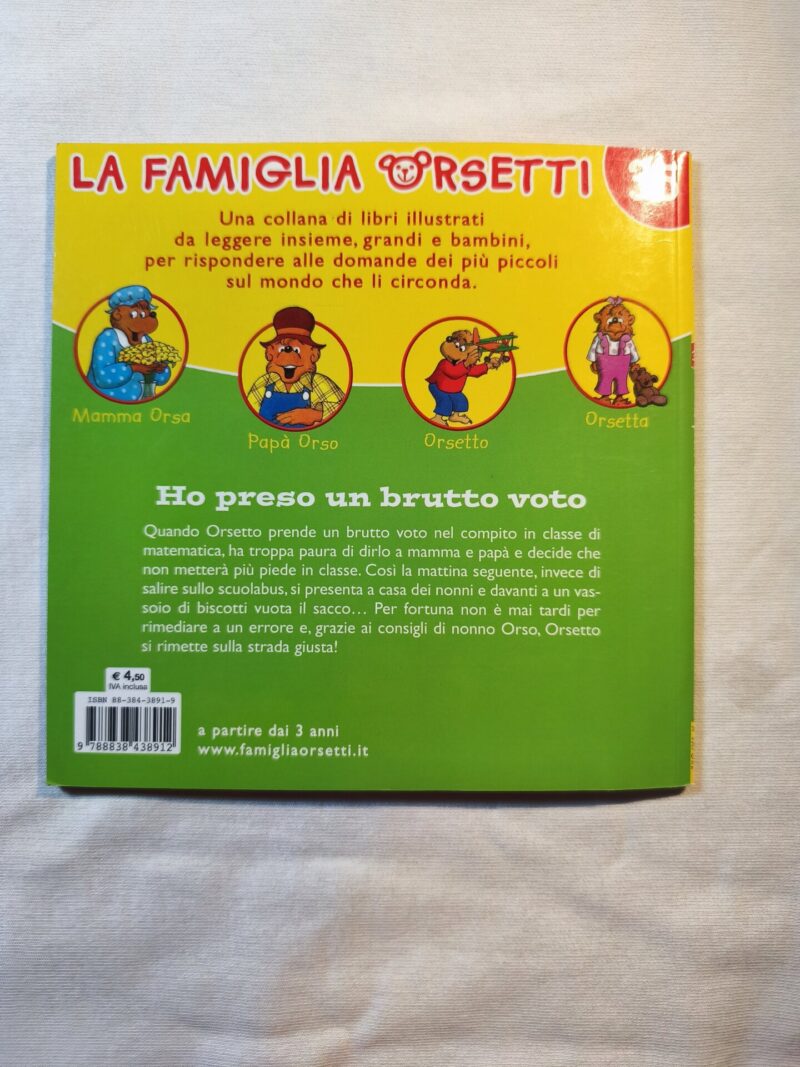 LA FAMIGLIA ORSETTI
Una collana di libri illustrati
da leggere insieme, grandi e bambini,
per rispondere alle domande dei più piccoli
sul mondo che li circonda.
Mamma Orsa
Papà Orso
Orsetto
Orsetta
Ho preso un brutto voto
Quando Orsetto prende un brutto voto nel compito in classe di
matematica, ha troppa paura di dirlo a mamma e papà e decide che
non metterà più piede in classe. Così la mattina seguente, invece di
salire sullo scuolabus, si presenta a casa dei nonni e davanti a un vas-
soio di biscotti vuota il sacco... Per fortuna non è mai tardi per
rimediare a un errore e, grazie ai consigli di nonno Orso, Orsetto
si rimette sulla strada giusta!
€ 4,50
IVA inclusa
ISBN 88-384-3891-9
9 788838 438912
a partire dai 3 anni
www.famigliaorsetti.it